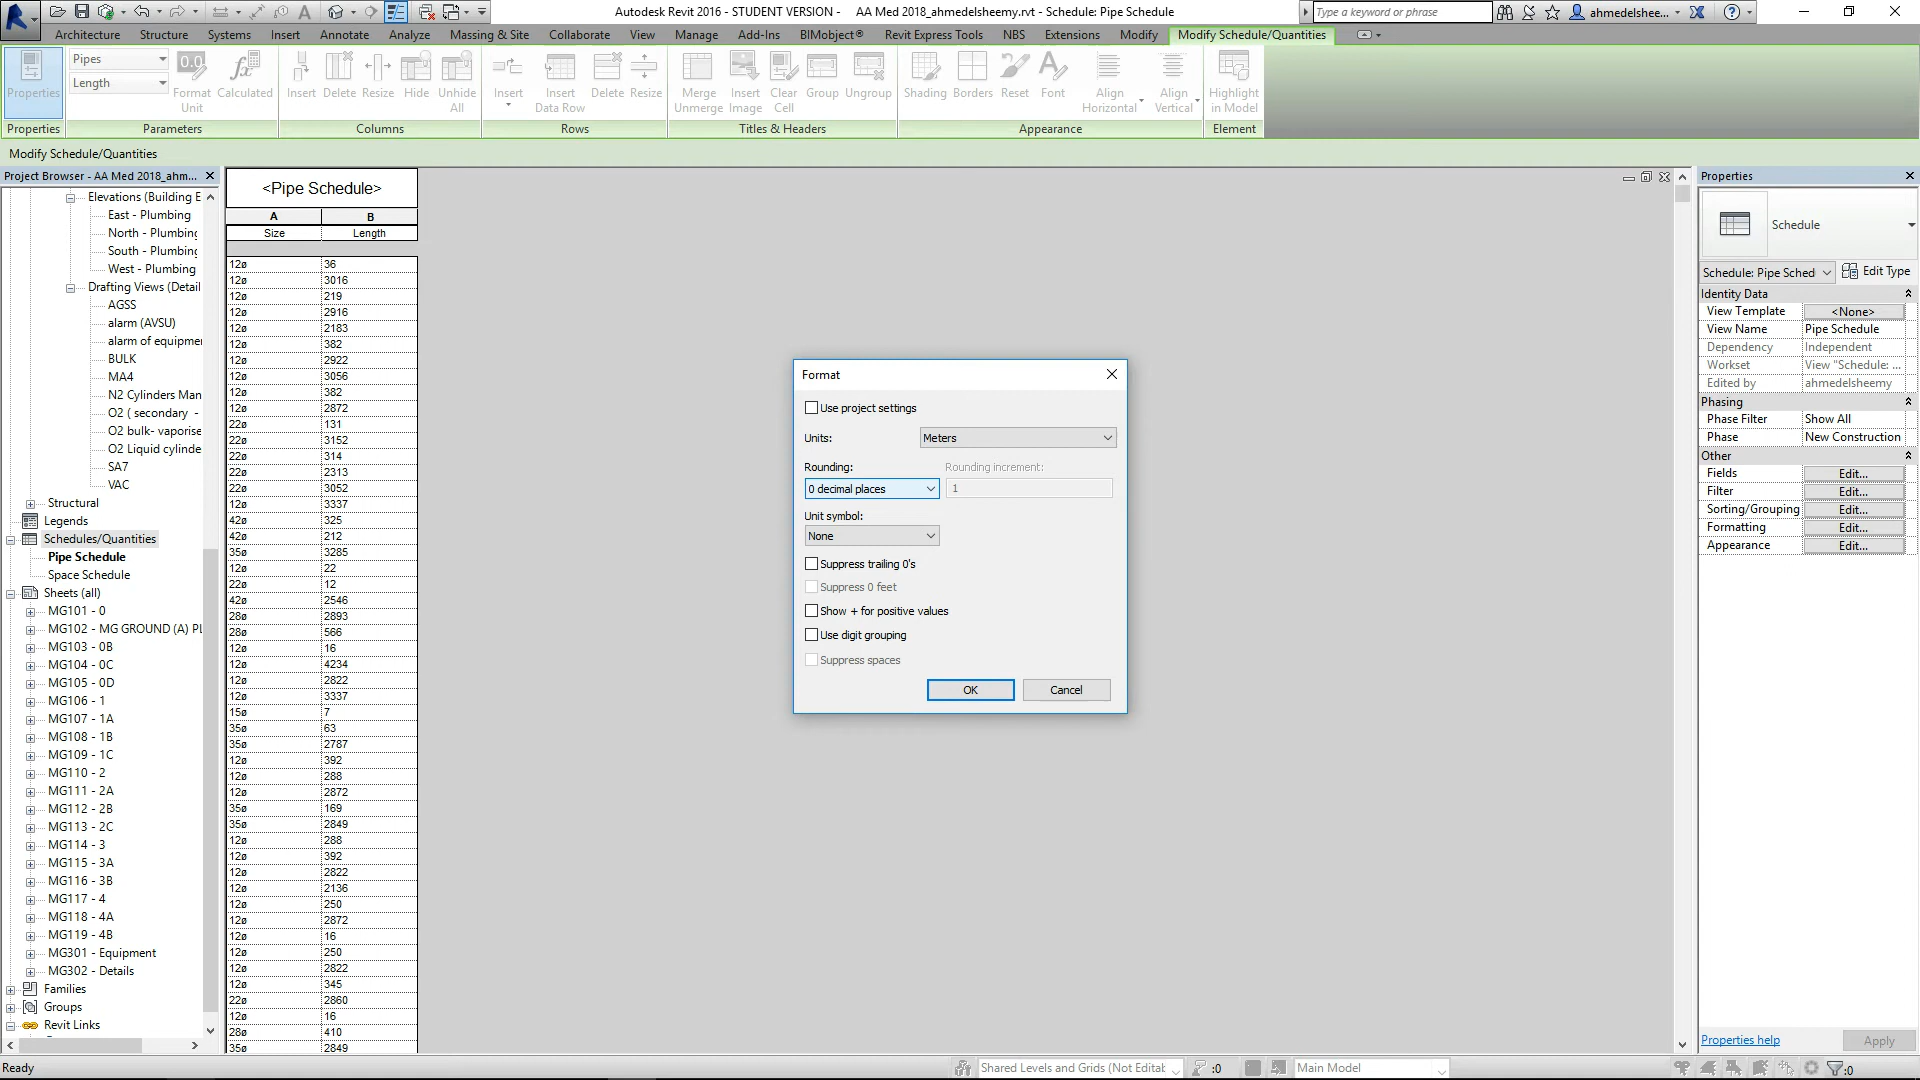 Autodesk Revit 2016 - STUDENT VERSION - AA Med 2018_ahmedelsheemy.rvt - Schedule: Pipe Schedule
Type a keyword or phrase
ahmedelshee...
Architecture Structure Systems Insert Annotate Analyze Massing & Site Collaborate View Manage Add-Ins BIMobject® Revit Express Tools NBS Extensions Modify Modify Schedule/Quantities
Properties
Pipes
Length
Format Unit
Calculated
Insert
Delete
Resize
Hide
Unhide All
Insert
Insert Data Row
Delete
Resize
Merge Unmerge
Insert Image
Clear Cell
Group
Ungroup
Shading
Borders
Reset
Font
Align Horizontal
Align Vertical
Highlight in Model
Properties Parameters Columns Rows Titles & Headers Appearance Element
Modify Schedule/Quantities
Project Browser - AA Med 2018_ahm...
Elevations (Building E
East - Plumbing
North - Plumbing
South - Plumbing
West - Plumbing
Drafting Views (Detail
AGSS
alarm (AVSU)
alarm of equipme
BULK
MA4
N2 Cylinders Man
O2 ( secondary -
O2 bulk- vaporise
O2 Liquid cylinde
SA7
VAC
Structural
Legends
Schedules/Quantities
Pipe Schedule
Space Schedule
Sheets (all)
MG101 - 0
MG102 - MG GROUND (A) PL
MG103 - 0B
MG104 - 0C
MG105 - 0D
MG106 - 1
MG107 - 1A
MG108 - 1B
MG109 - 1C
MG110 - 2
MG111 - 2A
MG112 - 2B
MG113 - 2C
MG114 - 3
MG115 - 3A
MG116 - 3B
MG117 - 4
MG118 - 4A
MG119 - 4B
MG301 - Equipment
MG302 - Details
Families
Groups
Revit Links
<Pipe Schedule>
A B
Size Length
12ø 36
12ø 3016
12ø 219
12ø 2916
12ø 2183
12ø 382
12ø 2922
12ø 3056
12ø 382
12ø 2872
22ø 131
22ø 3152
22ø 314
22ø 2313
22ø 3052
12ø 3337
42ø 325
42ø 212
35ø 3285
12ø 22
22ø 12
42ø 2546
28ø 2893
28ø 566
12ø 16
12ø 4234
12ø 2822
12ø 3337
15ø 7
35ø 63
35ø 2787
12ø 392
12ø 288
12ø 2872
35ø 169
35ø 2849
12ø 288
12ø 392
12ø 2822
12ø 2136
12ø 250
12ø 2872
12ø 16
12ø 250
12ø 2822
12ø 345
22ø 2860
12ø 16
28ø 410
35ø 2849
Format
Use project settings
Units: Meters
Rounding: Rounding increment:
0 decimal places 1
Unit symbol:
None
Suppress trailing 0's
Suppress 0 feet
Show + for positive values
Use digit grouping
Suppress spaces
OK Cancel
Properties
Schedule
Schedule: Pipe Sched Edit Type
Identity Data
View Template <None>
View Name Pipe Schedule
Dependency Independent
Workset View "Schedule: ...
Edited by ahmedelsheemy
Phasing
Phase Filter Show All
Phase New Construction
Other
Fields Edit...
Filter Edit...
Sorting/Grouping Edit...
Formatting Edit...
Appearance Edit...
Properties help Apply
Ready
Shared Levels and Grids (Not Editab
:0
Main Model
:0